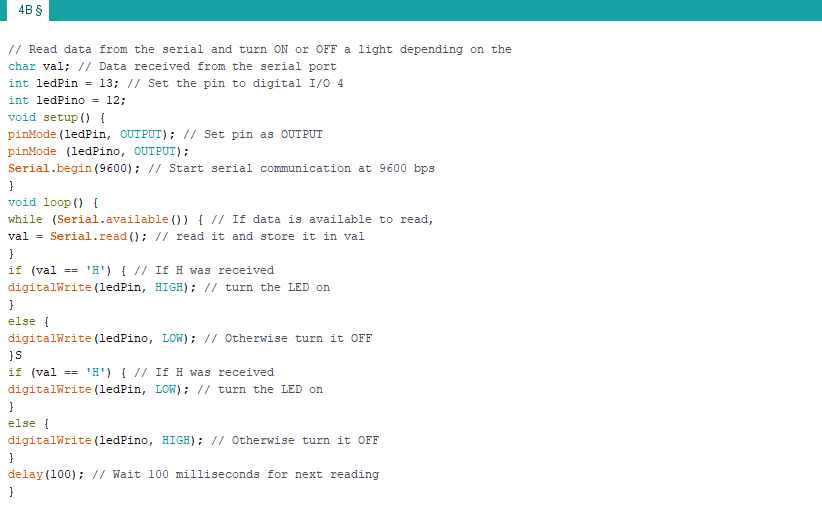 4B §
// Read data from the serial and turn ON or OFF a light depending on the
char val; // Data received from the serial port
int ledPin = 13; // Set the pin to digital I/O 4
int ledPino = 12;
void setup() {
pinMode(ledPin, OUTPUT); // Set pin as OUTPUT
pinMode (ledPino, OUTPUT);
Serial.begin(9600); // Start serial communication at 9600 bps
}
void loop() {
while (Serial.available()) { // If data is available to read,
val = Serial.read(); // read it and store it in val
}
if (val == 'H') { // If H was received
digitalWrite(ledPin, HIGH); // turn the LED on
}
else {
digitalWrite(ledPino, LOW); // Otherwise turn it OFF
}S
if (val == 'H') { // If H was received
digitalWrite(ledPin, LOW); // turn the LED on
}
else {
digitalWrite(ledPino, HIGH); // Otherwise turn it OFF
}
delay(100); // Wait 100 milliseconds for next reading
}